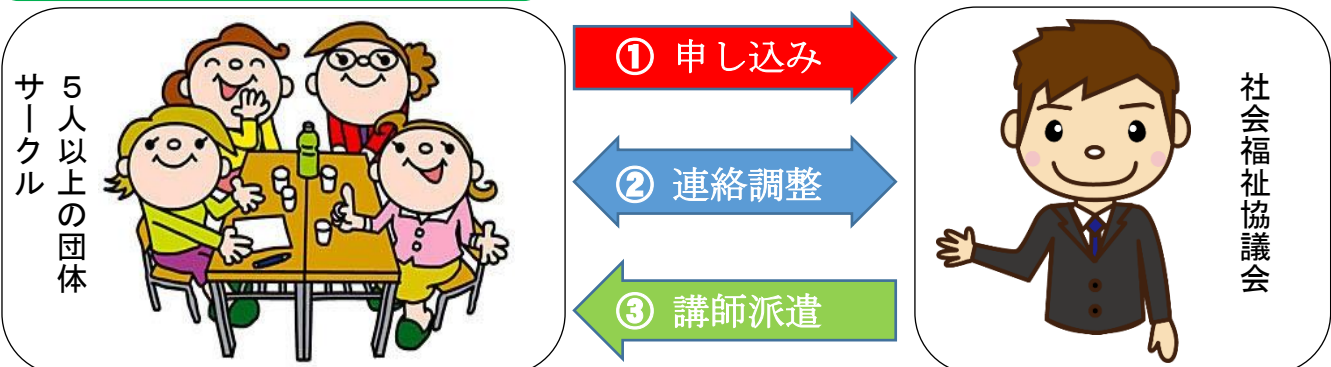 ５人以上の団体
サークル
① 申し込み
② 連絡調整
③ 講師派遣
社会福祉協議会